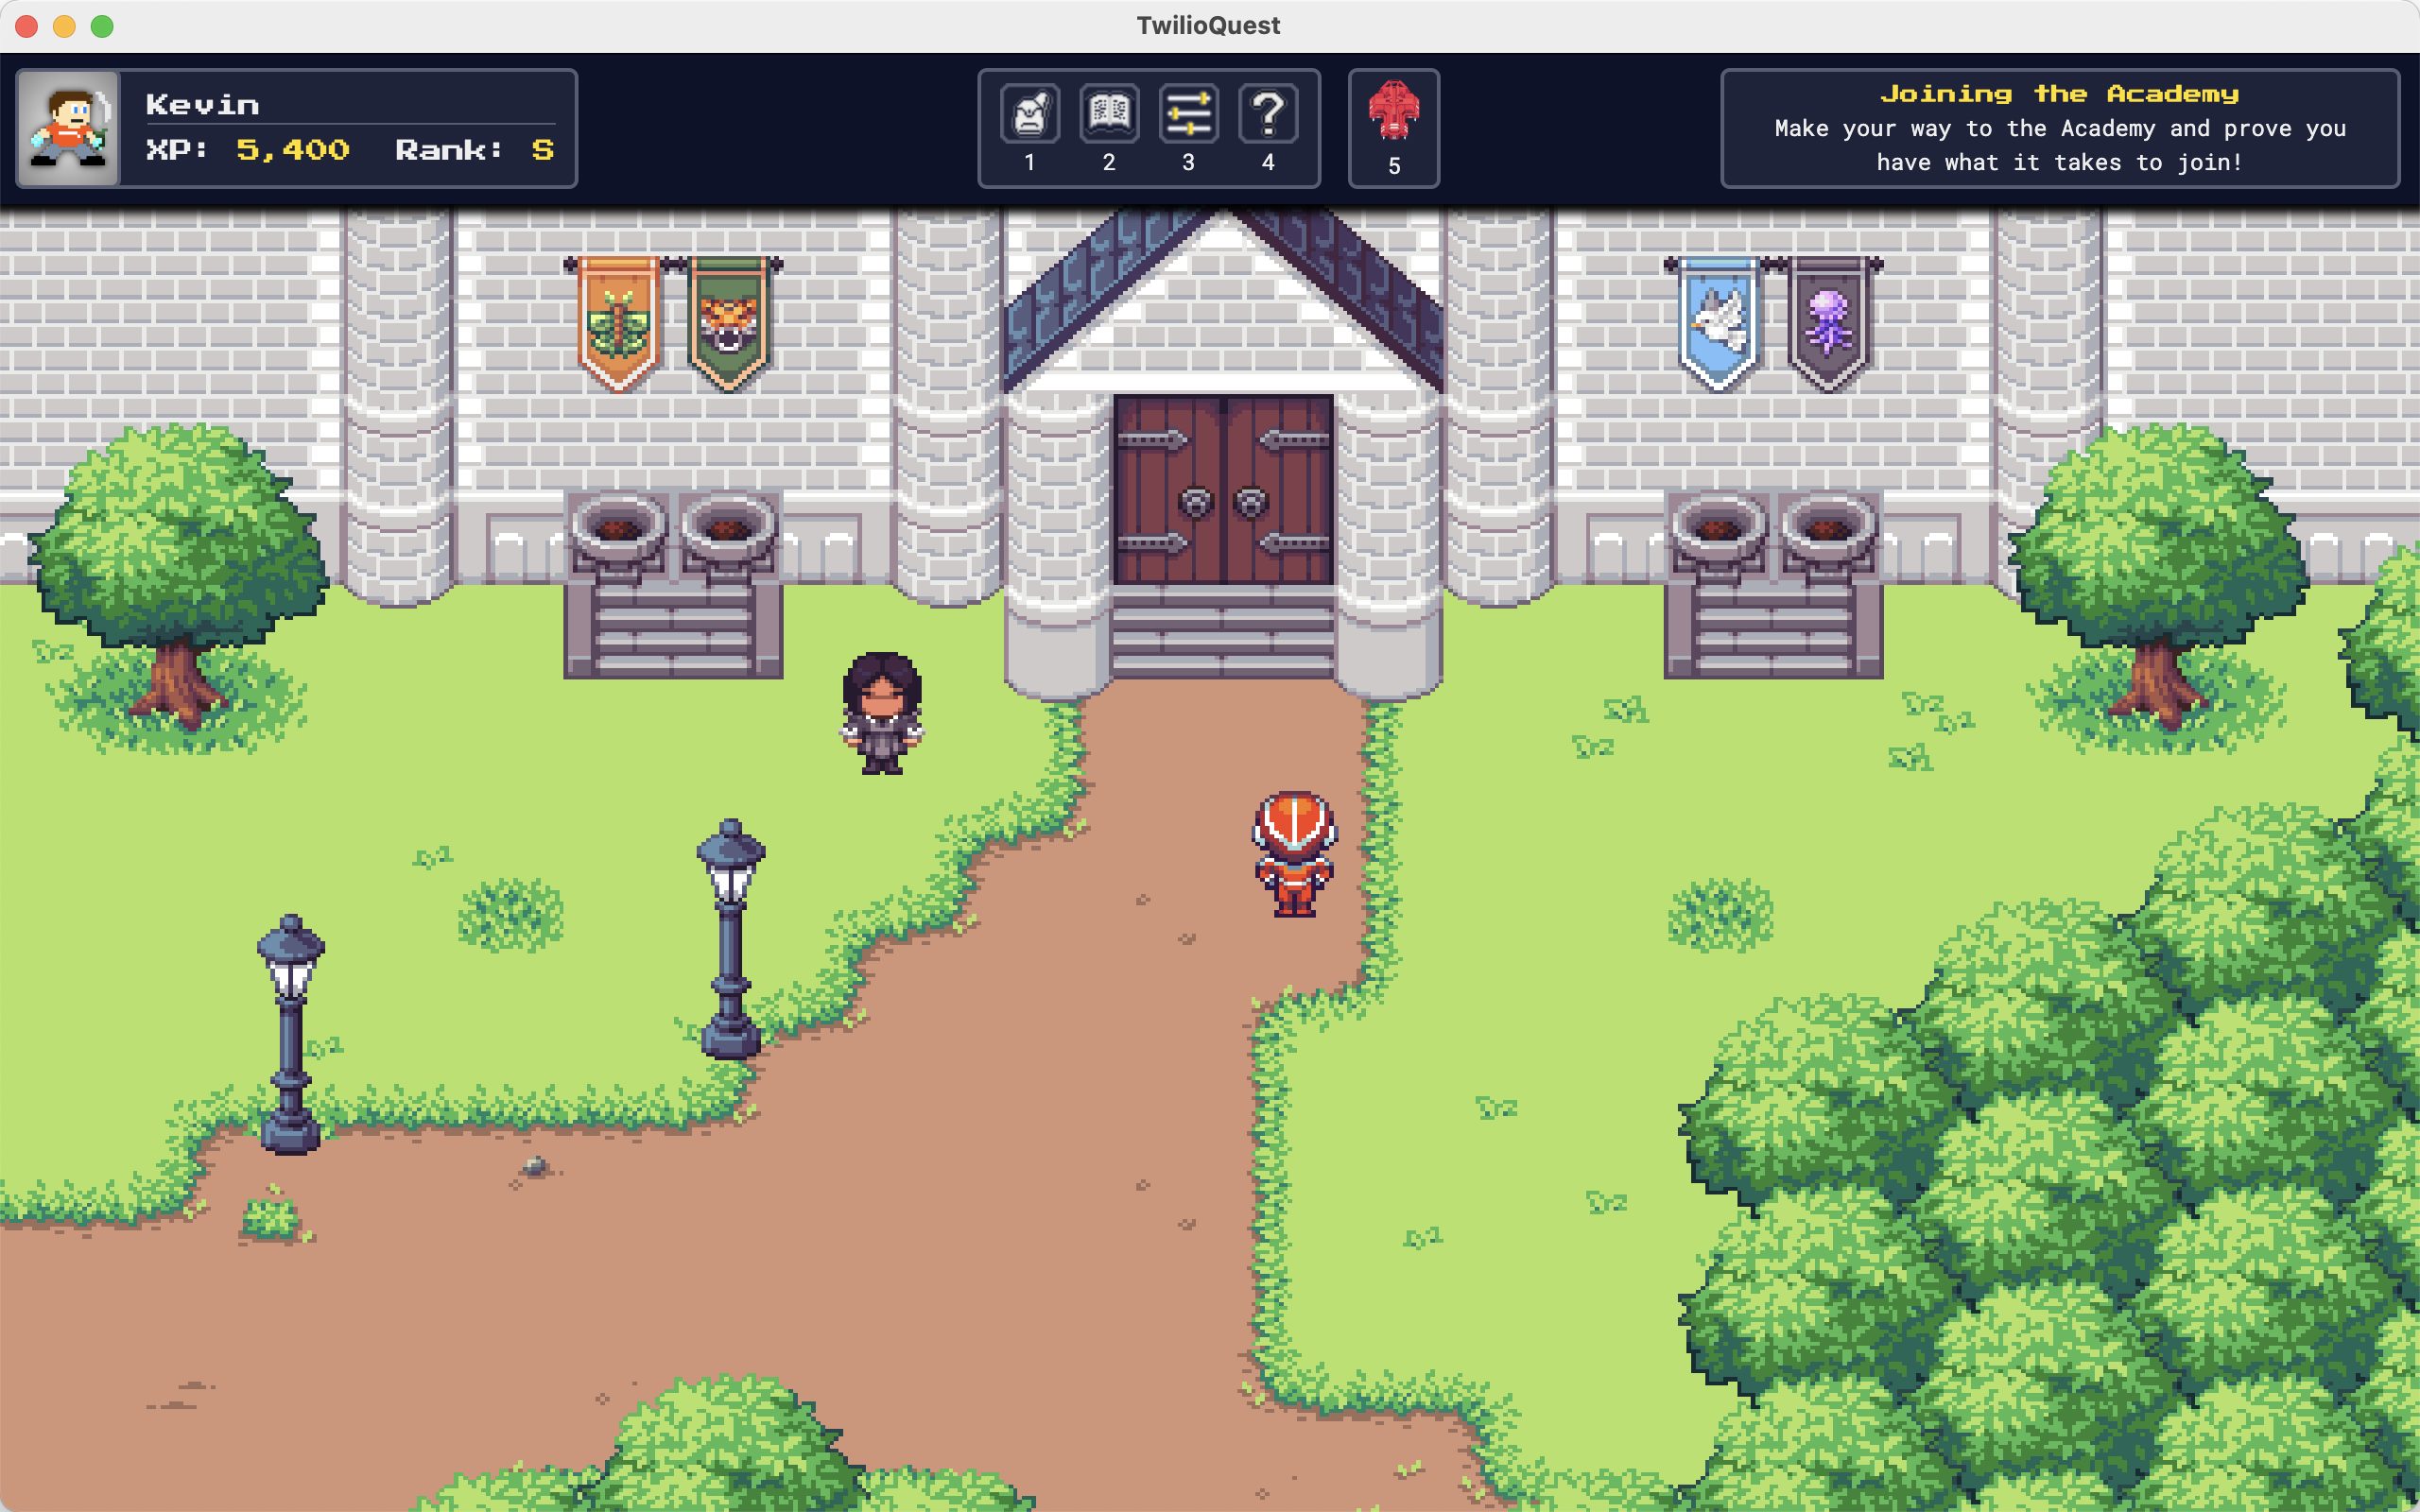 TwilioQuest
Kevin
XP: 5,400 Rank: S
1 2 3 4 5
Joining the Academy
Make your way to the Academy and prove you
have what it takes to join!